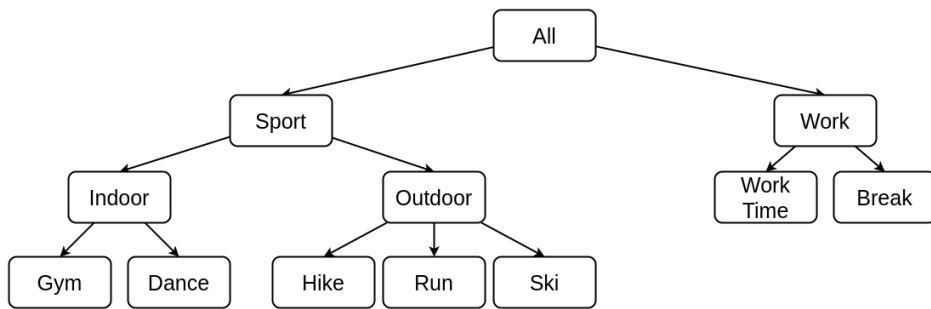 All
Sport
Work
Indoor
Outdoor
Work
Time
Break
Gym
Dance
Hike
Run
Ski